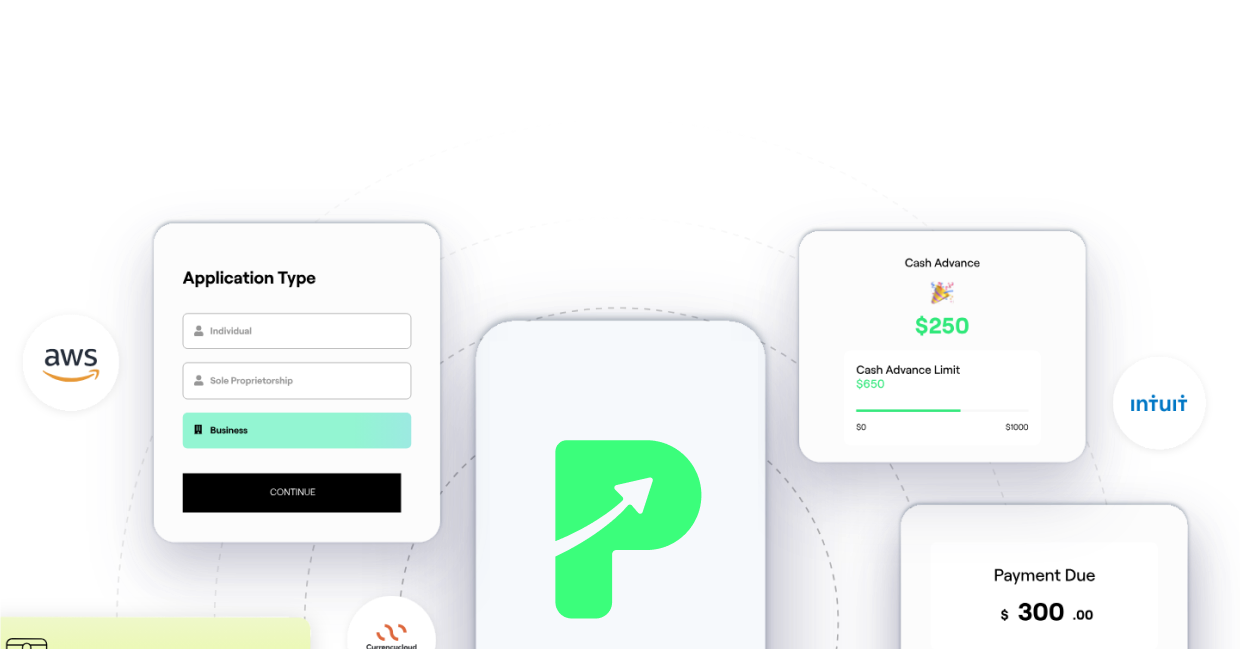 Application Type
Individual
Sole Proprietorship
Business
CONTINUE
aws
Cash Advance
$250
Cash Advance Limit
$650
$0 $1000
intuit
Payment Due
$ 300 .00
Currencycloud